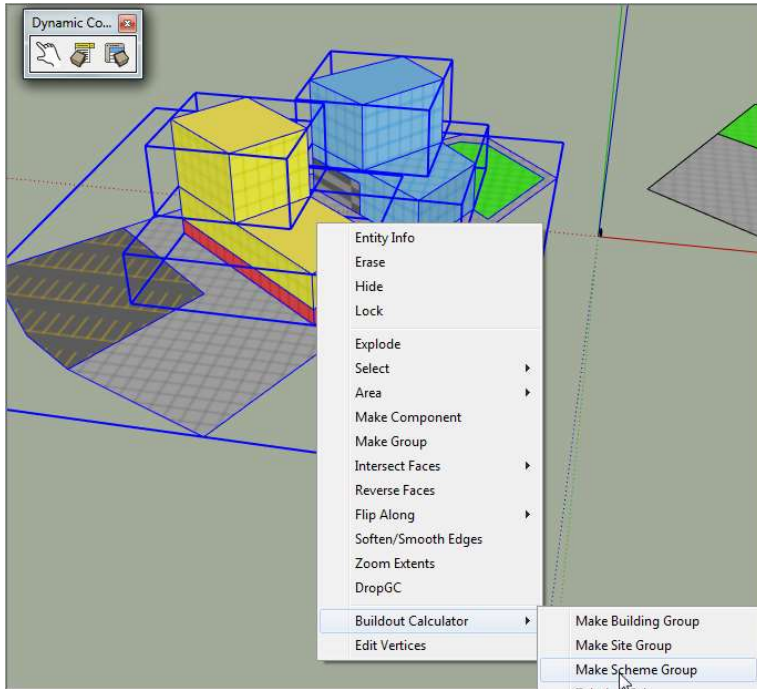 Dynamic Co...
Entity Info
Erase
Hide
Lock
Explode
Select
Area
Make Component
Make Group
Intersect Faces
Reverse Faces
Flip Along
Soften/Smooth Edges
Zoom Extents
DropGC
Buildout Calculator
Edit Vertices
Make Building Group
Make Site Group
Make Scheme Group